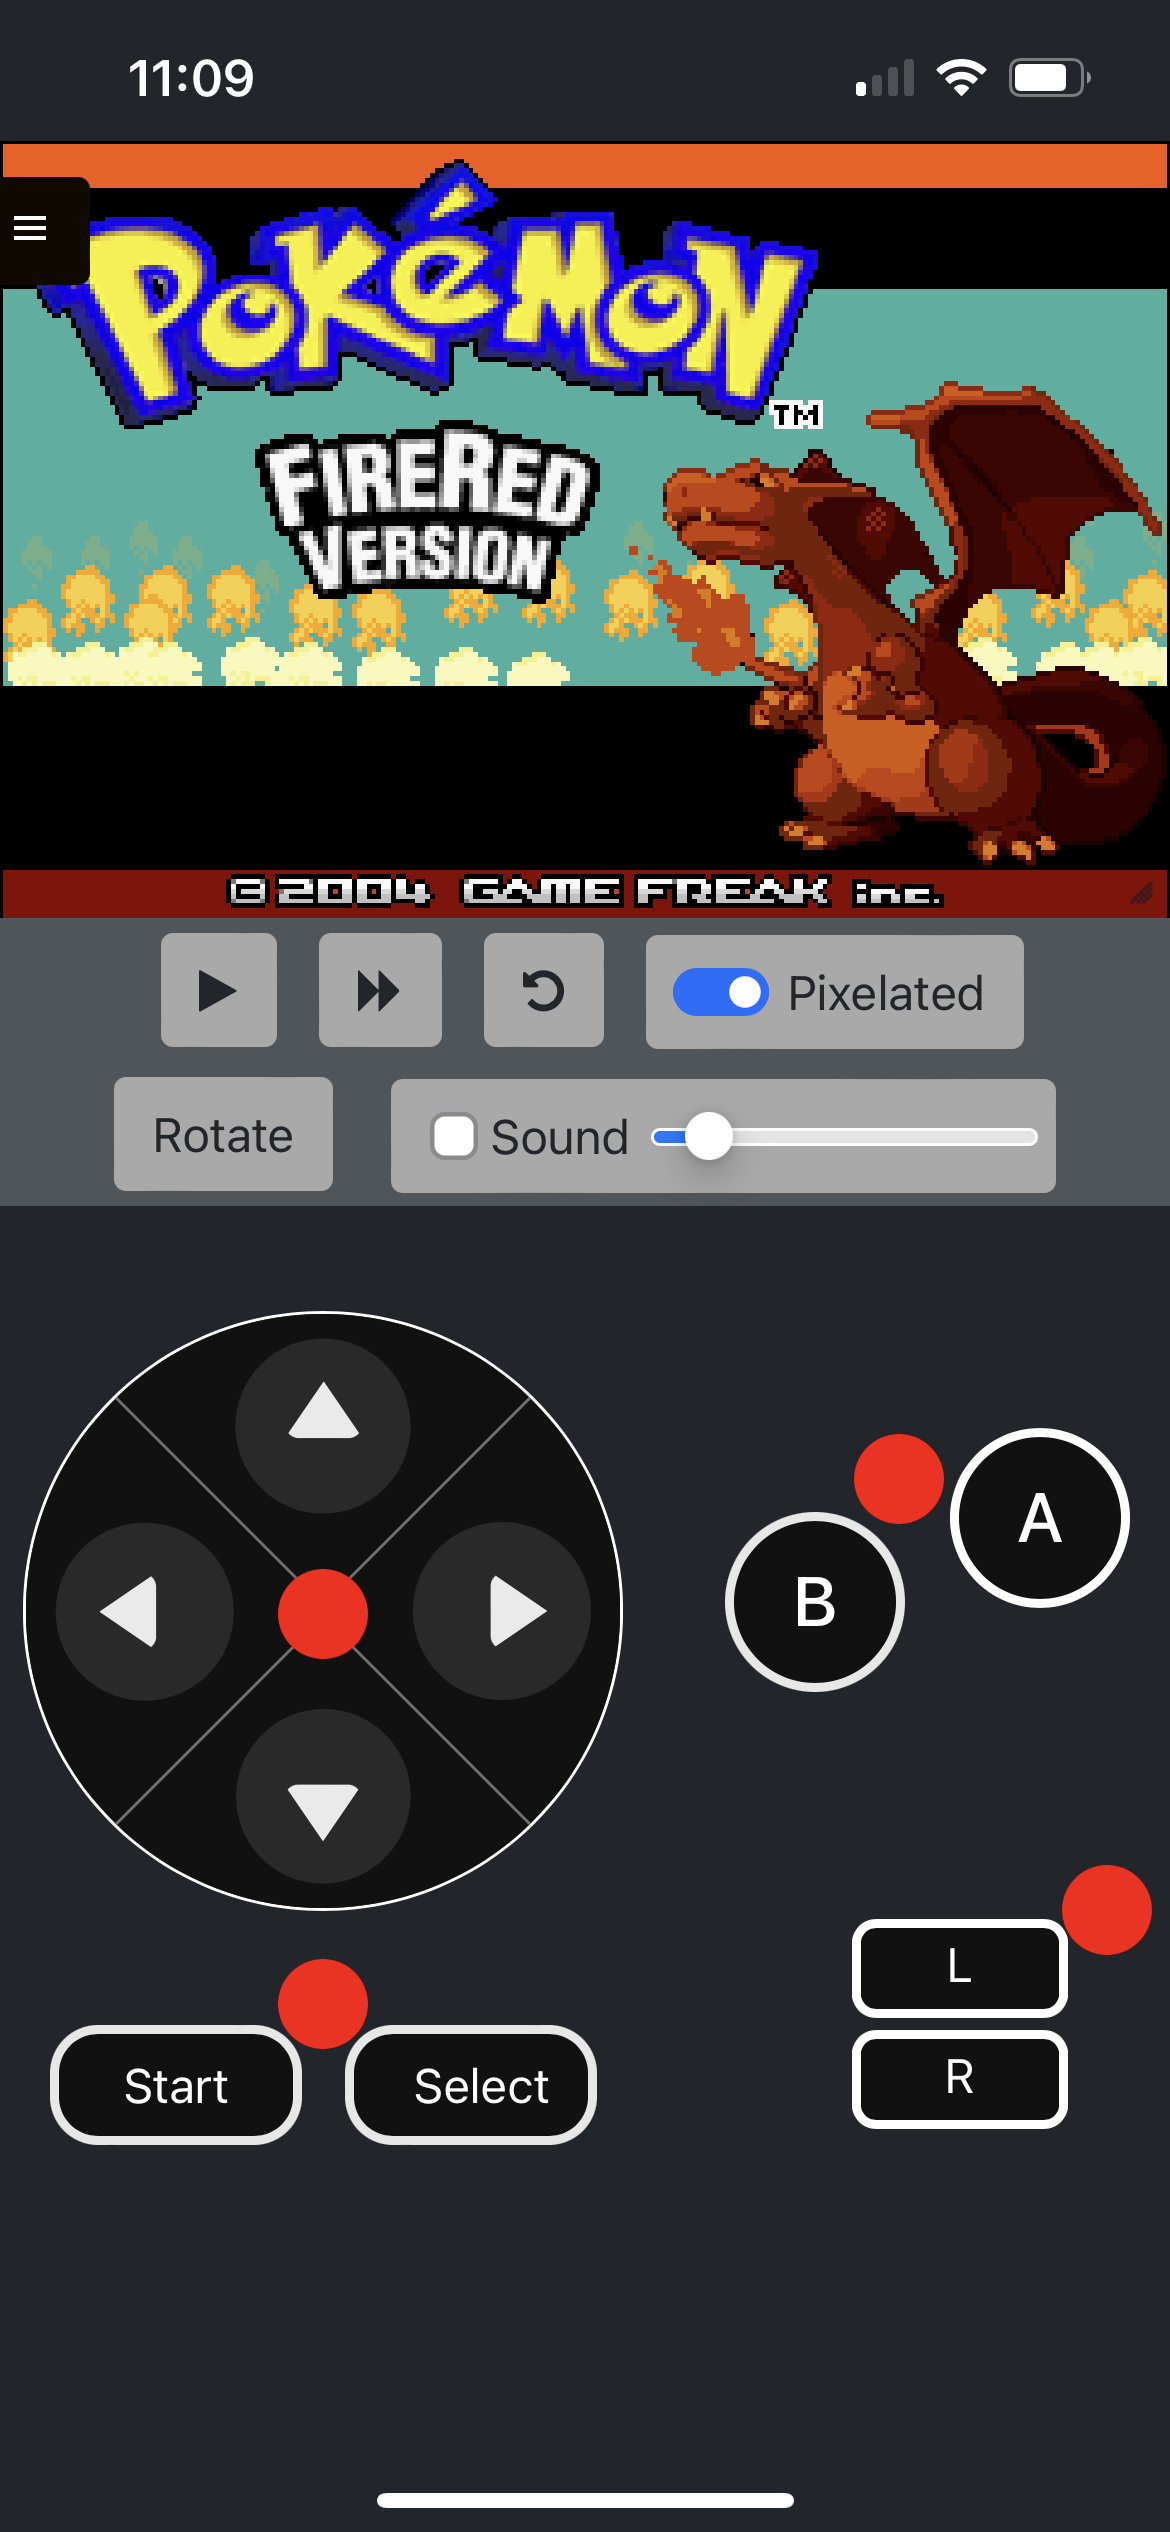 11:09
POKéMON
TM
FIRERED
VERSION
©2004 GAME FREAK inc.
Pixelated
Rotate
Sound
A
B
L
Start
Select
R